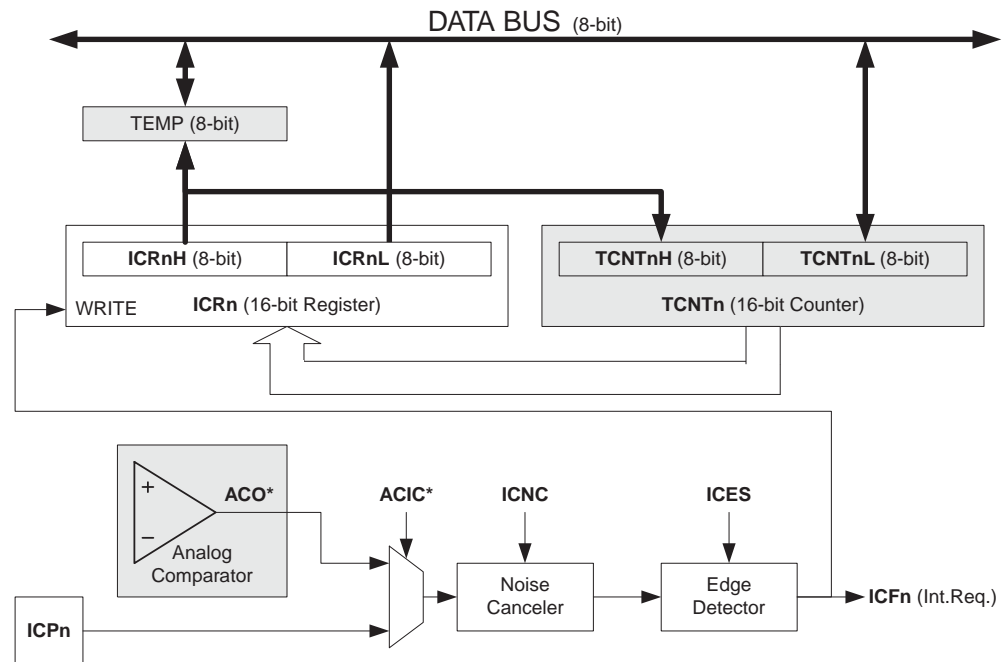 DATA BUS (8-bit)
TEMP (8-bit)
ICRnH (8-bit)
ICRnL (8-bit)
TCNTnH (8-bit)
TCNTnL (8-bit)
WRITE
ICRn (16-bit Register)
TCNTn (16-bit Counter)
+
ACO*
ACIC*
ICNC
ICES
−
Analog
Comparator
Noise
Canceler
Edge
Detector
ICFn (Int.Req.)
ICPn